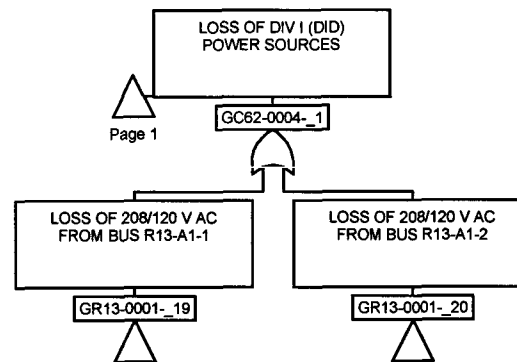 LOSS OF DIV I (DID)
POWER SOURCES
Page 1
GC62-0004-_1
LOSS OF 208/120 V AC
FROM BUS R13-A1-1
LOSS OF 208/120 V AC
FROM BUS R13-A1-2
GR13-0001-_19
GR13-0001-_20